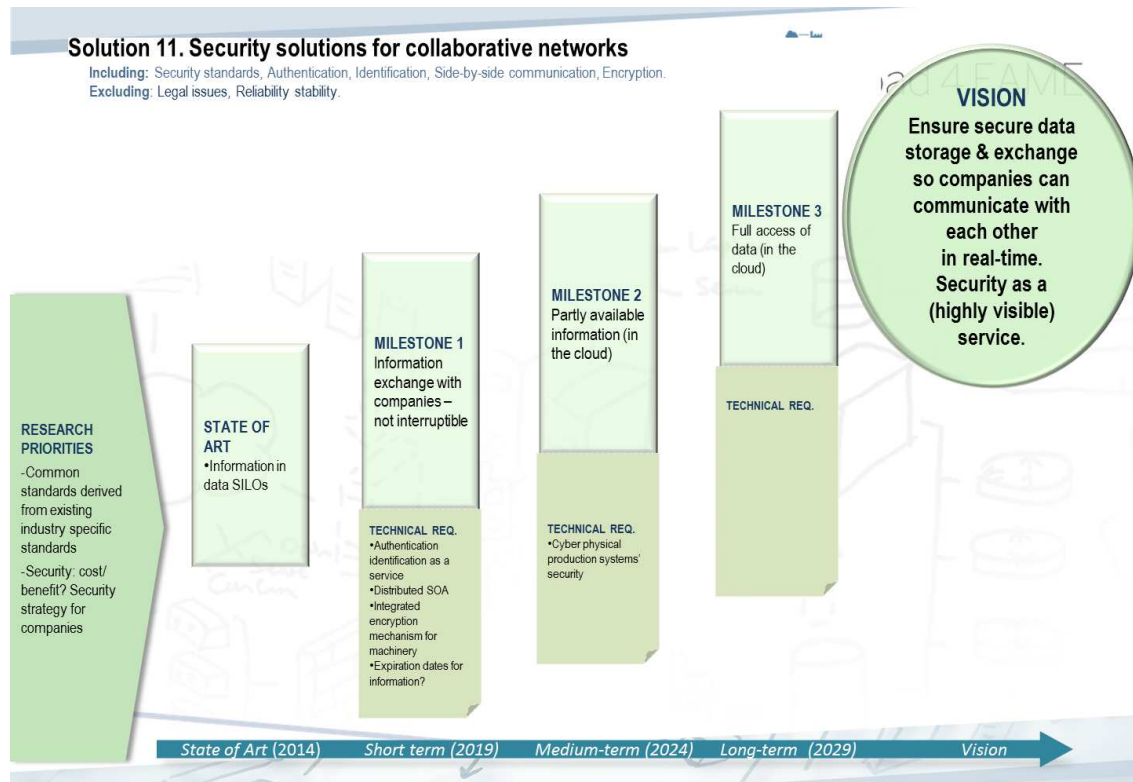 Solution 11. Security solutions for collaborative networks
Including: Security standards, Authentication, Identification, Side-by-side communication, Encryption.
Excluding: Legal issues, Reliability stability.
VISION
Ensure secure data
storage & exchange
so companies can
communicate with
each other
in real-time.
Security as a
(highly visible)
service.
RESEARCH
PRIORITIES
-Common
standards derived
from existing
industry specific
standards
-Security: cost/
benefit? Security
strategy for
companies
STATE OF
ART
•Information in
data SILOs
MILESTONE 1
Information
exchange with
companies –
not interruptible
TECHNICAL REQ.
•Authentication
identification as a
service
•Distributed SOA
•Integrated
encryption
mechanism for
machinery
•Expiration dates for
information?
MILESTONE 2
Partly available
information (in
the cloud)
TECHNICAL REQ.
•Cyber physical
production systems'
security
MILESTONE 3
Full access of
data (in the
cloud)
TECHNICAL REQ.
State of Art (2014) Short term (2019) Medium-term (2024) Long-term (2029) Vision